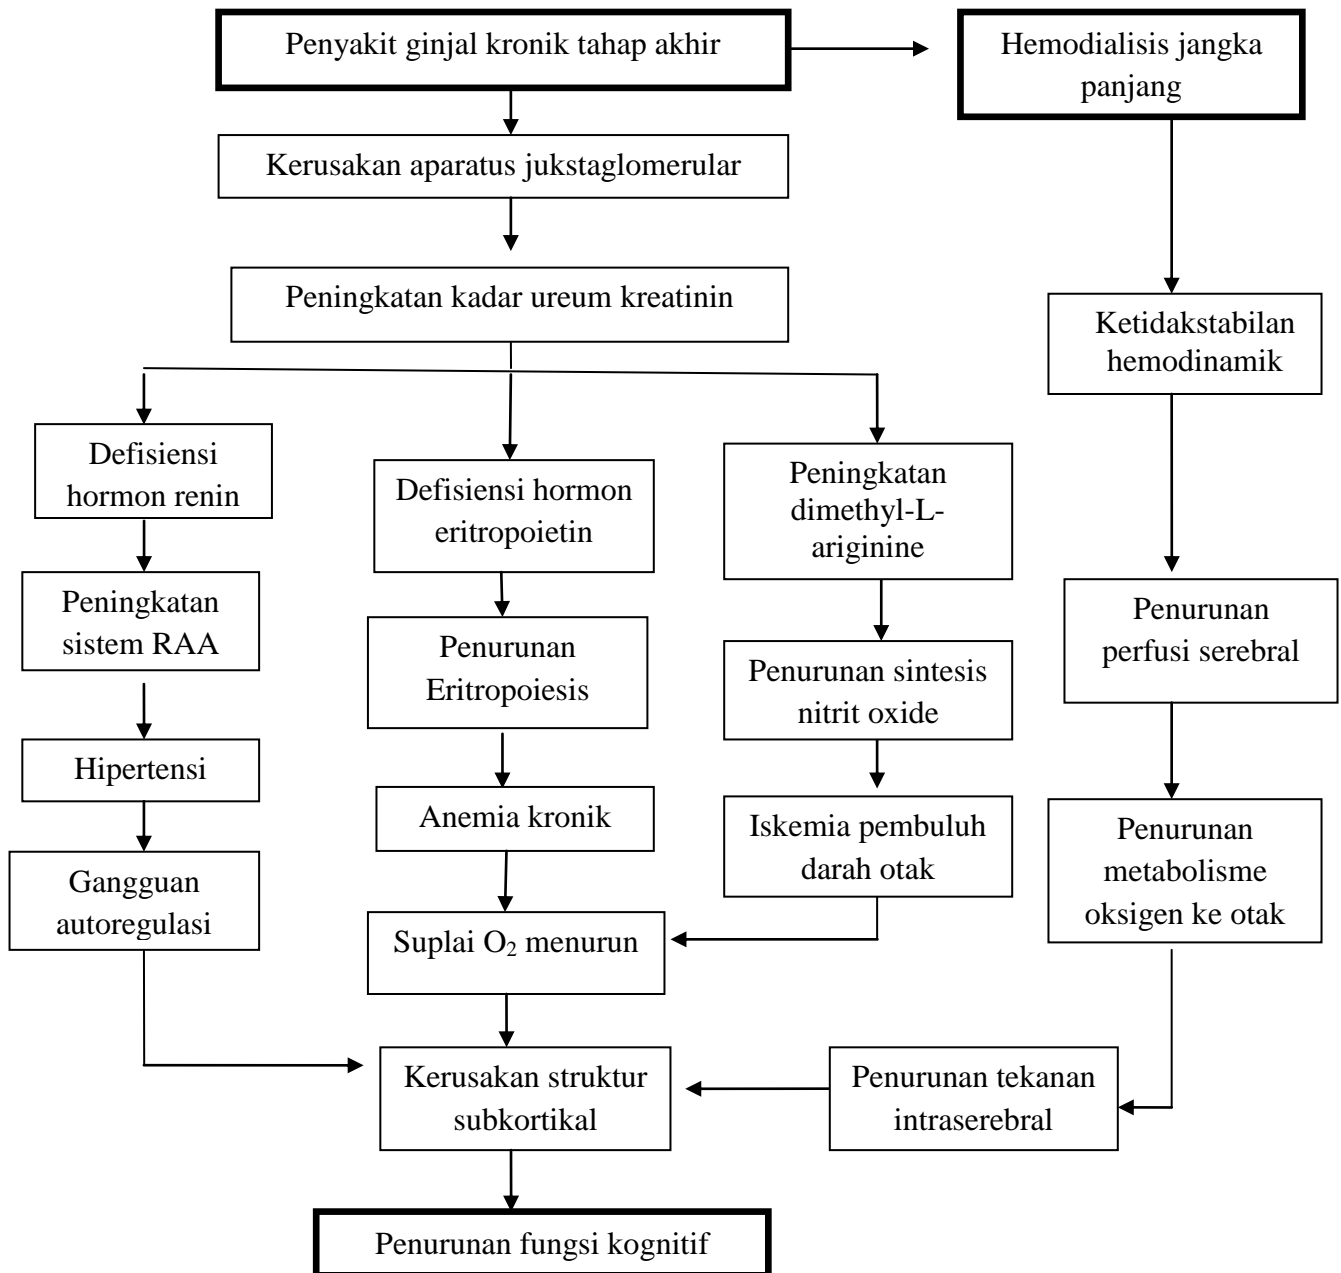 Penyakit ginjal kronik tahap akhir
Hemodialisis jangka
panjang
Kerusakan aparatus jukstaglomerular
Peningkatan kadar ureum kreatinin
Ketidakstabilan
hemodinamik
Defisiensi
hormon renin
Defisiensi hormon
eritropoietin
Peningkatan
dimethyl-L-
ariginine
Peningkatan
sistem RAA
Penurunan
Eritropoiesis
Penurunan sintesis
nitrit oxide
Penurunan
perfusi serebral
Hipertensi
Anemia kronik
Iskemia pembuluh
darah otak
Penurunan
metabolisme
oksigen ke otak
Gangguan
autoregulasi
Suplai O₂ menurun
Kerusakan struktur
subkortikal
Penurunan tekanan
intraserebral
Penurunan fungsi kognitif